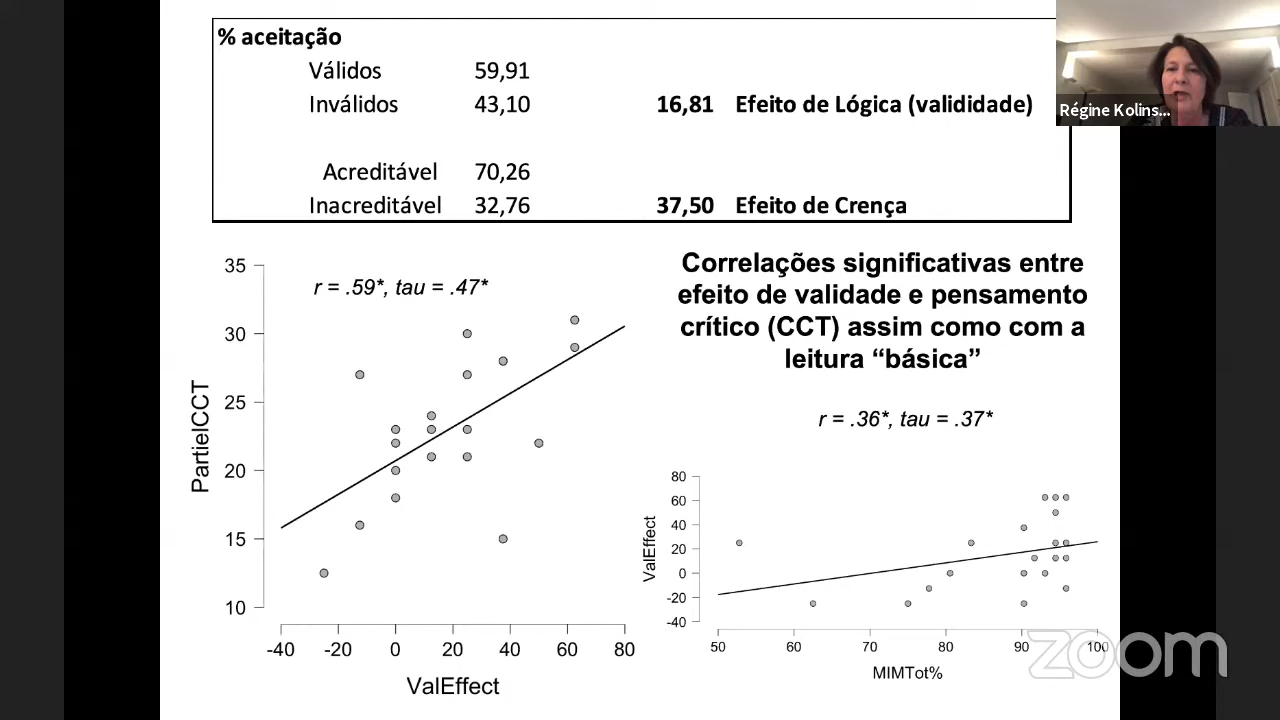 % aceitação
Válidos 59,91
Inválidos 43,10 16,81 Efeito de Lógica (valididade)
Acreditável 70,26
Inacreditável 32,76 37,50 Efeito de Crença
Régine Kolins...
r = .59*, tau = .47*
35
30
25
20
15
10
PartielCCT
-40 -20 0 20 40 60 80
ValEffect
Correlações significativas entre
efeito de validade e pensamento
crítico (CCT) assim como com a
leitura “básica”
r = .36*, tau = .37*
80
60
40
20
0
-20
-40
ValEffect
50 60 70 80 90 100
MIMTot%
zoom